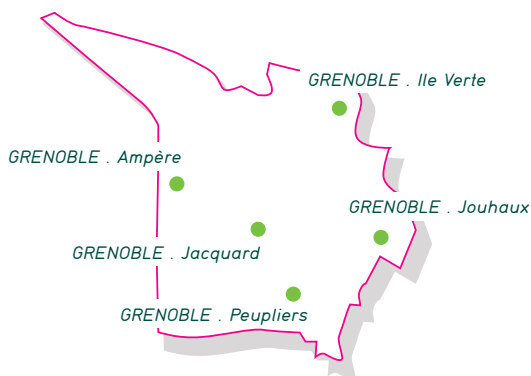 GRENOBLE . Ile Verte
GRENOBLE . Ampère
GRENOBLE . Jouhaux
GRENOBLE . Jacquard
GRENOBLE . Peupliers